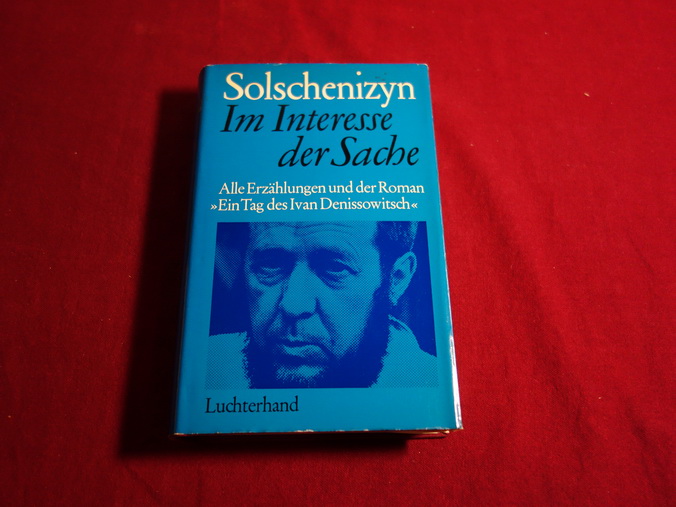 Solschenizyn
Im Interesse
der Sache
Alle Erzählungen und der Roman
»Ein Tag des Ivan Denissowitsch«
Luchterhand